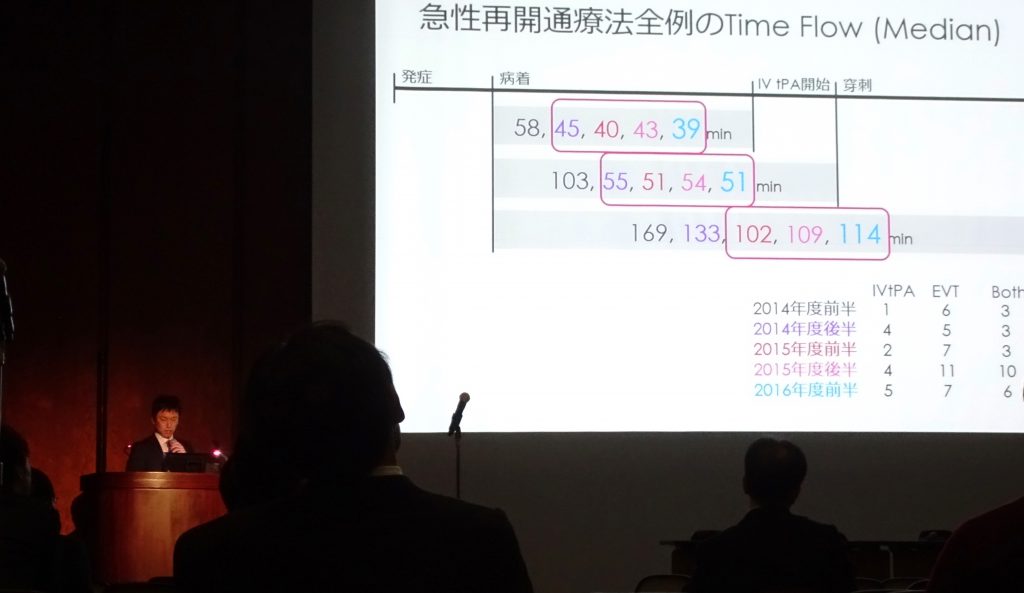 急性再開通療法全例のTime Flow (Median)
発症 病着 IV tPA開始 穿刺
58, 45, 40, 43, 39 min
103, 55, 51, 54, 51 min
169, 133, 102, 109, 114 min
IVtPA EVT Both
2014年度前半 1 6 3
2014年度後半 4 5 3
2015年度前半 2 7 3
2015年度後半 4 11 10
2016年度前半 5 7 6